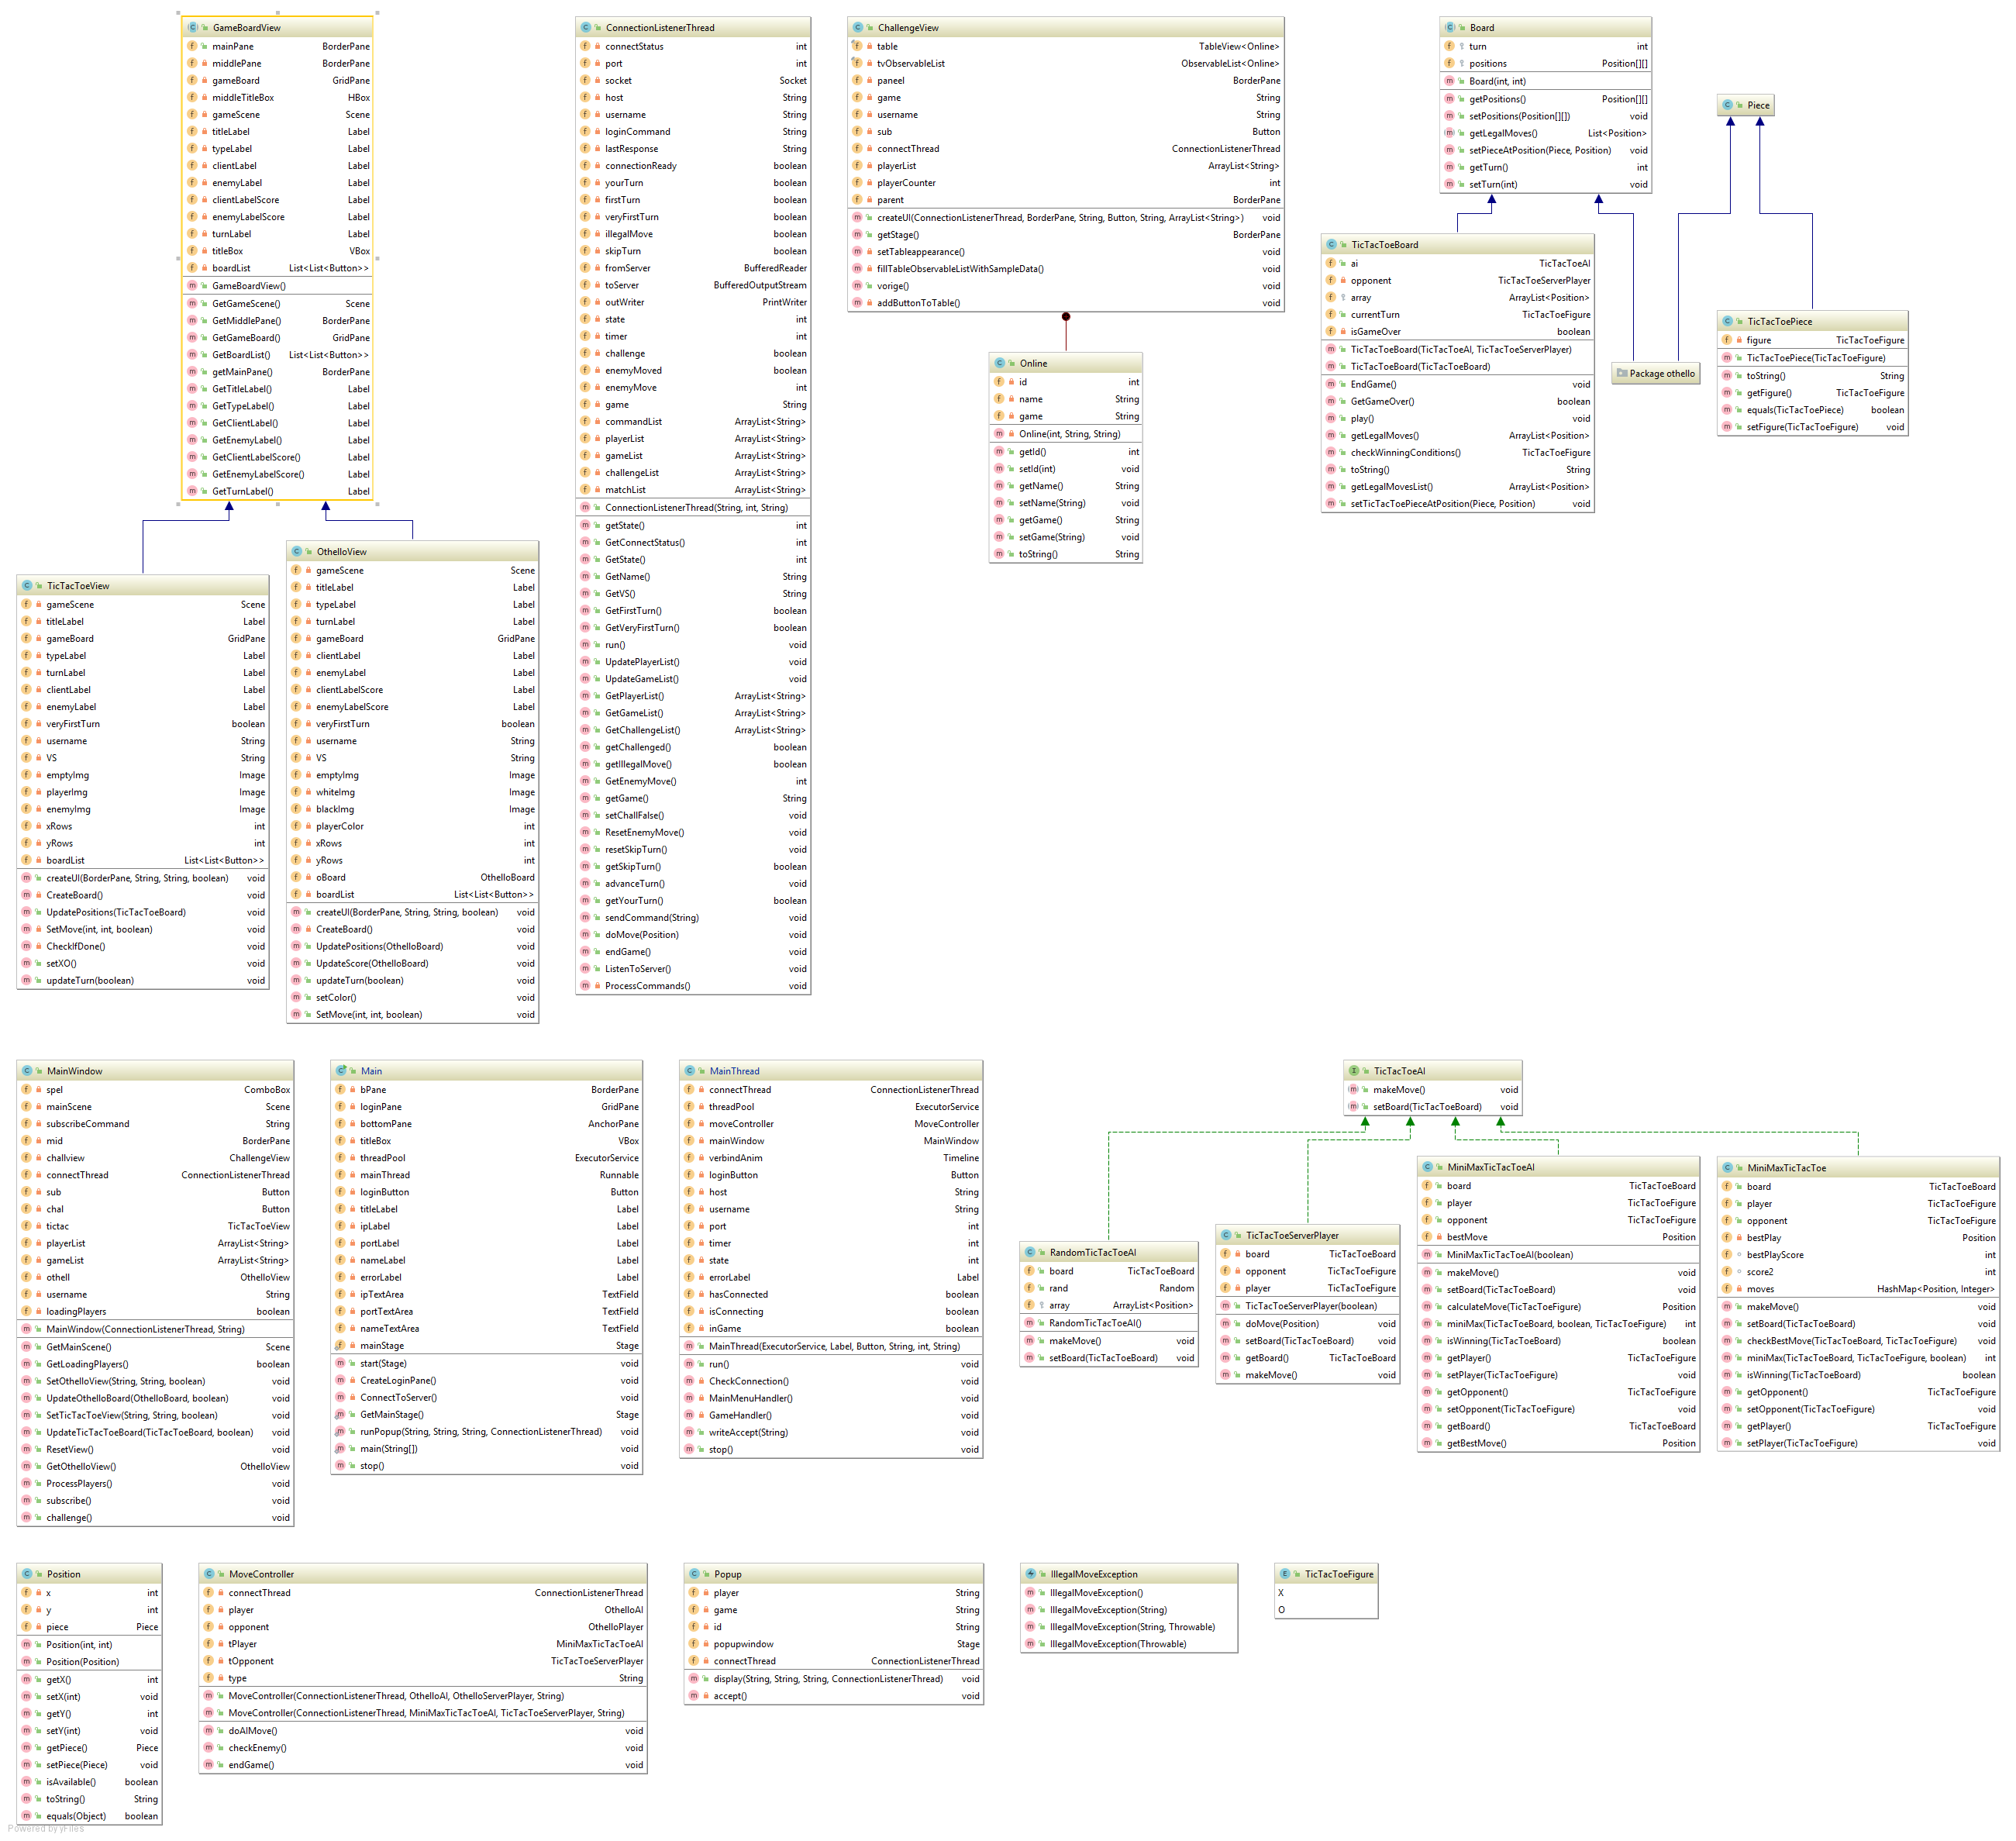 GameBoardView
mainPane BorderPane
middlePane BorderPane
gameBoard GridPane
middleTitleBox HBox
gameScene Scene
titleLabel Label
typeLabel Label
clientLabel Label
enemyLabel Label
clientLabelScore Label
enemyLabelScore Label
turnLabel Label
titleBox VBox
boardList List<List<Button>>
GameBoardView()
GetGameScene() Scene
GetMiddlePane() BorderPane
GetGameBoard() GridPane
GetBoardList() List<List<Button>>
getMainPane() BorderPane
GetTitleLabel() Label
GetTypeLabel() Label
GetClientLabel() Label
GetEnemyLabel() Label
GetClientLabelScore() Label
GetEnemyLabelScore() Label
GetTurnLabel() Label
ConnectionListenerThread
connectStatus int
port int
socket Socket
host String
username String
loginCommand String
lastResponse String
connectionReady boolean
yourTurn boolean
firstTurn boolean
veryFirstTurn boolean
illegalMove boolean
skipTurn boolean
fromServer BufferedReader
toServer BufferedOutputStream
outWriter PrintWriter
state int
timer int
challenge boolean
enemyMoved boolean
enemyMove int
game String
commandList ArrayList<String>
playerList ArrayList<String>
gameList ArrayList<String>
challengeList ArrayList<String>
matchList ArrayList<String>
ConnectionListenerThread(String, int, String)
getState() int
GetConnectStatus() int
GetState() int
GetName() String
GetVS() String
GetFirstTurn() boolean
GetVeryFirstTurn() boolean
run() void
UpdatePlayerList() void
UpdateGameList() void
GetPlayerList() ArrayList<String>
GetGameList() ArrayList<String>
GetChallengeList() ArrayList<String>
getChallenged() boolean
getIllegalMove() boolean
GetEnemyMove() int
getGame() String
setChallFalse() void
ResetEnemyMove() void
resetSkipTurn() void
getSkipTurn() boolean
advanceTurn() void
getYourTurn() boolean
sendCommand(String) void
doMove(Position) void
endGame() void
ListenToServer() void
ProcessCommands() void
ChallengeView
table TableView<Online>
tvObservableList ObservableList<Online>
paneel BorderPane
game String
username String
sub Button
connectThread ConnectionListenerThread
playerList ArrayList<String>
playerCounter int
parent BorderPane
createUI(ConnectionListenerThread, BorderPane, String, Button, String, ArrayList<String>) void
getStage() BorderPane
setTableappearance() void
fillTableObservableListWithSampleData() void
vorige() void
addButtonToTable() void
Online
id int
name String
game String
Online(int, String, String)
getId() int
setId(int) void
getName() String
setName(String) void
getGame() String
setGame(String) void
toString() String
Board
turn int
positions Position[][]
Board(int, int)
getPositions() Position[][]
setPositions(Position[][]) void
getLegalMoves() List<Position>
setPieceAtPosition(Piece, Position) void
getTurn() int
setTurn(int) void
Piece
TicTacToeBoard
ai TicTacToeAI
opponent TicTacToeServerPlayer
array ArrayList<Position>
currentTurn TicTacToeFigure
isGameOver boolean
TicTacToeBoard(TicTacToeAI, TicTacToeServerPlayer)
TicTacToeBoard(TicTacToeBoard)
EndGame() void
GetGameOver() boolean
play() void
getLegalMoves() ArrayList<Position>
checkWinningConditions() TicTacToeFigure
toString() String
getLegalMovesList() ArrayList<Position>
setTicTacToePieceAtPosition(Piece, Position) void
Package othello
TicTacToePiece
figure TicTacToeFigure
TicTacToePiece(TicTacToeFigure)
toString() String
getFigure() TicTacToeFigure
equals(TicTacToePiece) boolean
setFigure(TicTacToeFigure) void
TicTacToeView
gameScene Scene
titleLabel Label
gameBoard GridPane
typeLabel Label
turnLabel Label
clientLabel Label
enemyLabel Label
veryFirstTurn boolean
username String
VS String
emptyImg Image
playerImg Image
enemyImg Image
xRows int
yRows int
boardList List<List<Button>>
createUI(BorderPane, String, String, boolean) void
CreateBoard() void
UpdatePositions(TicTacToeBoard) void
SetMove(int, int, boolean) void
CheckIfDone() void
setXO() void
updateTurn(boolean) void
OthelloView
gameScene Scene
titleLabel Label
typeLabel Label
turnLabel Label
gameBoard GridPane
clientLabel Label
enemyLabel Label
clientLabelScore Label
enemyLabelScore Label
veryFirstTurn boolean
username String
VS String
emptyImg Image
whiteImg Image
blackImg Image
playerColor int
xRows int
yRows int
oBoard OthelloBoard
boardList List<List<Button>>
createUI(BorderPane, String, String, boolean) void
CreateBoard() void
UpdatePositions(OthelloBoard) void
UpdateScore(OthelloBoard) void
updateTurn(boolean) void
setColor() void
SetMove(int, int, boolean) void
MainWindow
spel ComboBox
mainScene Scene
subscribeCommand String
mid BorderPane
challview ChallengeView
connectThread ConnectionListenerThread
sub Button
chal Button
tictac TicTacToeView
playerList ArrayList<String>
gameList ArrayList<String>
othell OthelloView
username String
loadingPlayers boolean
MainWindow(ConnectionListenerThread, String)
GetMainScene() Scene
GetLoadingPlayers() boolean
SetOthelloView(String, String, boolean) void
UpdateOthelloBoard(OthelloBoard, boolean) void
SetTicTacToeView(String, String, boolean) void
UpdateTicTacToeBoard(TicTacToeBoard, boolean) void
ResetView() void
GetOthelloView() OthelloView
ProcessPlayers() void
subscribe() void
challenge() void
Main
bPane BorderPane
loginPane GridPane
bottomPane AnchorPane
titleBox VBox
threadPool ExecutorService
mainThread Runnable
loginButton Button
titleLabel Label
ipLabel Label
portLabel Label
nameLabel Label
errorLabel Label
ipTextArea TextField
portTextArea TextField
nameTextArea TextField
mainStage Stage
start(Stage) void
CreateLoginPane() void
ConnectToServer() void
GetMainStage() Stage
runPopup(String, String, String, ConnectionListenerThread) void
main(String[]) void
stop() void
MainThread
connectThread ConnectionListenerThread
threadPool ExecutorService
moveController MoveController
mainWindow MainWindow
verbindAnim Timeline
loginButton Button
host String
username String
port int
timer int
state int
errorLabel Label
hasConnected boolean
isConnecting boolean
inGame boolean
MainThread(ExecutorService, Label, Button, String, int, String)
run() void
CheckConnection() void
MainMenuHandler() void
GameHandler() void
writeAccept(String) void
stop() void
TicTacToeAI
makeMove() void
setBoard(TicTacToeBoard) void
RandomTicTacToeAI
board TicTacToeBoard
rand Random
array ArrayList<Position>
RandomTicTacToeAI()
makeMove() void
setBoard(TicTacToeBoard) void
TicTacToeServerPlayer
board TicTacToeBoard
opponent TicTacToeFigure
player TicTacToeFigure
TicTacToeServerPlayer(boolean)
doMove(Position) void
setBoard(TicTacToeBoard) void
getBoard() TicTacToeBoard
makeMove() void
MiniMaxTicTacToeAI
board TicTacToeBoard
player TicTacToeFigure
opponent TicTacToeFigure
bestMove Position
MiniMaxTicTacToeAI(boolean)
makeMove() void
setBoard(TicTacToeBoard) void
calculateMove(TicTacToeFigure) Position
miniMax(TicTacToeBoard, boolean, TicTacToeFigure) int
isWinning(TicTacToeBoard) boolean
getPlayer() TicTacToeFigure
setPlayer(TicTacToeFigure) void
getOpponent() TicTacToeFigure
setOpponent(TicTacToeFigure) void
getBoard() TicTacToeBoard
getBestMove() Position
MiniMaxTicTacToe
board TicTacToeBoard
player TicTacToeFigure
opponent TicTacToeFigure
bestPlay Position
bestPlayScore int
score2 int
moves HashMap<Position, Integer>
makeMove() void
setBoard(TicTacToeBoard) void
checkBestMove(TicTacToeBoard, TicTacToeFigure) void
miniMax(TicTacToeBoard, TicTacToeFigure, boolean) int
isWinning(TicTacToeBoard) boolean
getOpponent() TicTacToeFigure
setOpponent(TicTacToeFigure) void
getPlayer() TicTacToeFigure
setPlayer(TicTacToeFigure) void
Position
x int
y int
piece Piece
Position(int, int)
Position(Position)
getX() int
setX(int) void
getY() int
setY(int) void
getPiece() Piece
setPiece(Piece) void
isAvailable() boolean
toString() String
equals(Object) boolean
MoveController
connectThread ConnectionListenerThread
player OthelloAI
opponent OthelloPlayer
tPlayer MiniMaxTicTacToeAI
tOpponent TicTacToeServerPlayer
type String
MoveController(ConnectionListenerThread, OthelloAI, OthelloServerPlayer, String)
MoveController(ConnectionListenerThread, MiniMaxTicTacToeAI, TicTacToeServerPlayer, String)
doAIMove() void
checkEnemy() void
endGame() void
Popup
player String
game String
id String
popupwindow Stage
connectThread ConnectionListenerThread
display(String, String, String, ConnectionListenerThread) void
accept() void
IllegalMoveException
IllegalMoveException()
IllegalMoveException(String)
IllegalMoveException(String, Throwable)
IllegalMoveException(Throwable)
TicTacToeFigure
X
O
Powered by yFiles